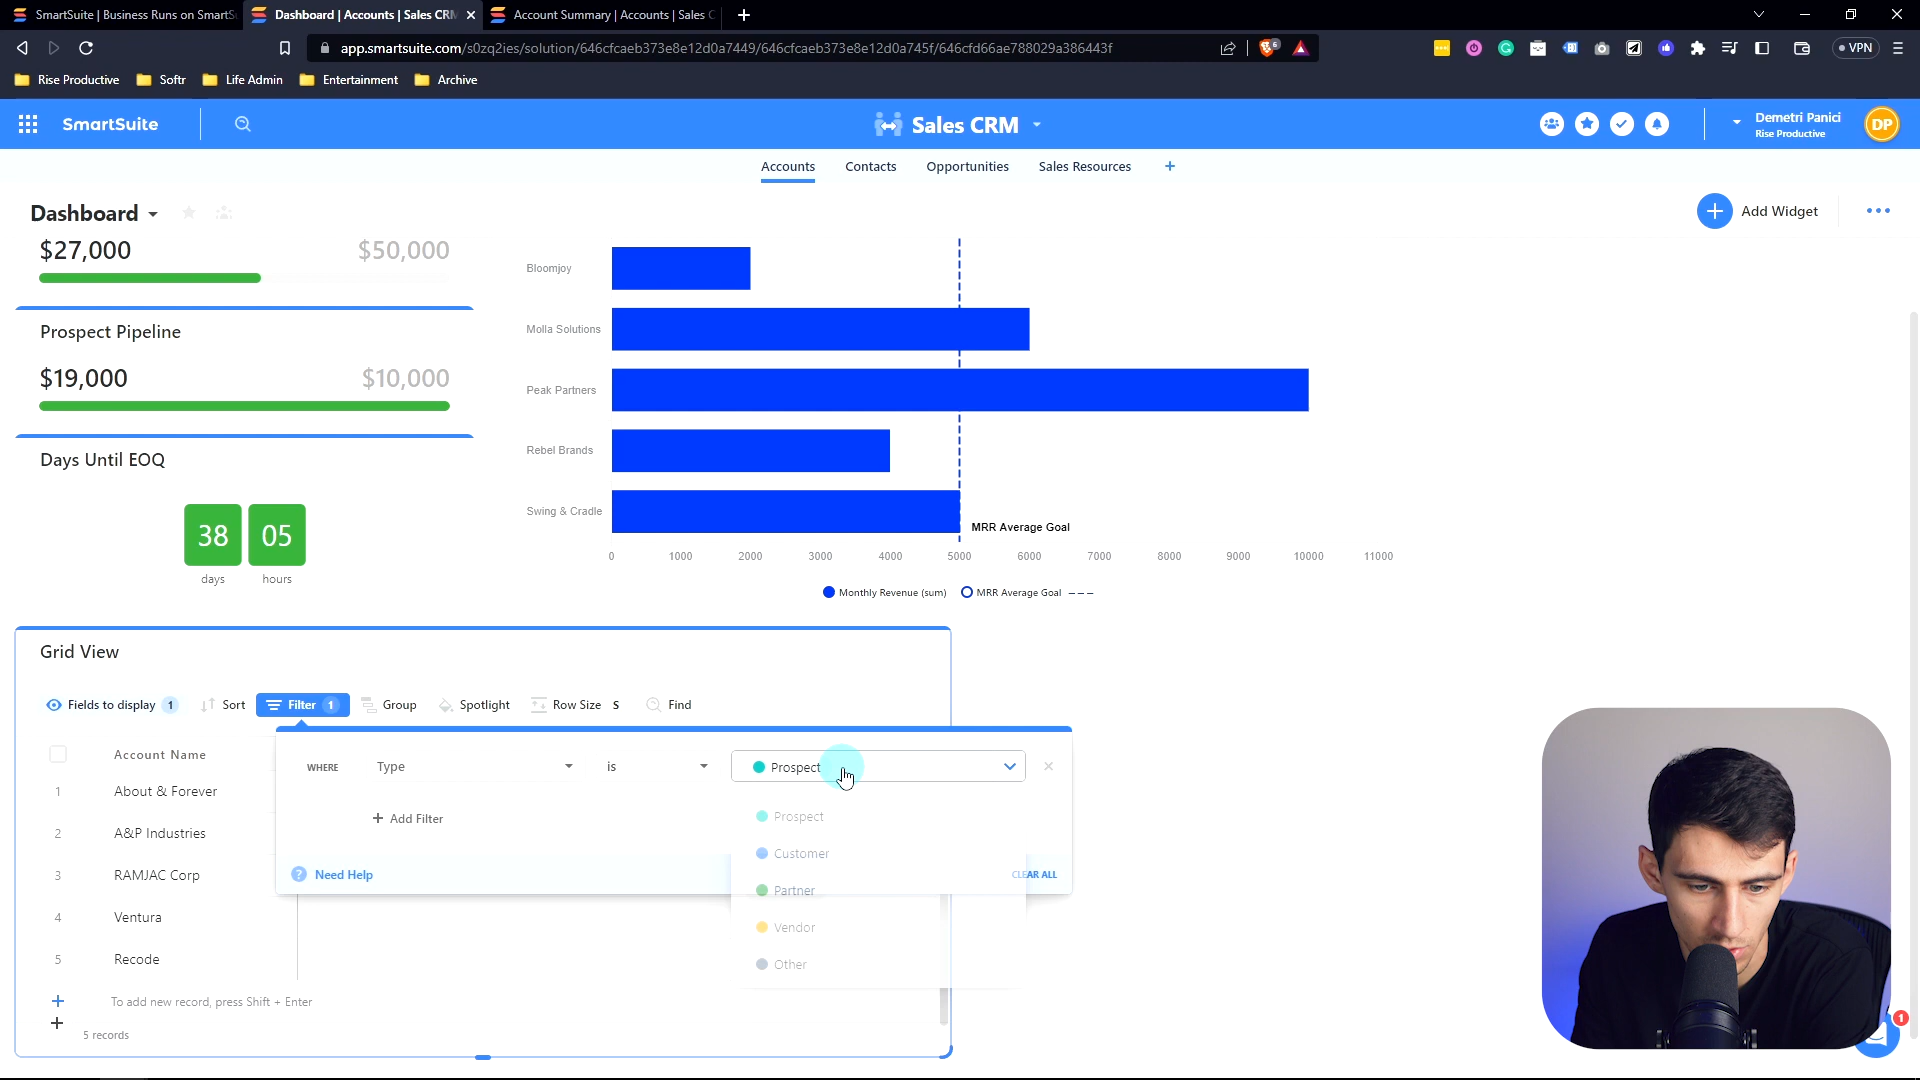 SmartSuite | Business Runs on SmartSu
Dashboard | Accounts | Sales CRM
Account Summary | Accounts | Sales C
app.smartsuite.com/s0zq2ies/solution/646cfcaeb373e8e12d0a7449/646cfcaeb373e8e12d0a745f/646cfd66ae788029a386443f
6
VPN
Rise Productive
Softr
Life Admin
Entertainment
Archive
SmartSuite
Sales CRM
Demetri Panici
Rise Productive
DP
Accounts
Contacts
Opportunities
Sales Resources
+
Dashboard
Add Widget
$27,000
$50,000
Prospect Pipeline
$19,000
$10,000
Days Until EOQ
38
05
days
hours
Bloomjoy
Molla Solutions
Peak Partners
Rebel Brands
Swing & Cradle
MRR Average Goal
0
1000
2000
3000
4000
5000
6000
7000
8000
9000
10000
11000
Monthly Revenue (sum)
MRR Average Goal
Grid View
Fields to display 1
Sort
Filter 1
Group
Spotlight
Row Size S
Find
Account Name
1 About & Forever
2 A&P Industries
3 RAMJAC Corp
4 Ventura
5 Recode
To add new record, press Shift + Enter
5 records
WHERE
Type
is
Prospect
+ Add Filter
Prospect
Customer
Partner
Vendor
Other
? Need Help
CLEAR ALL
1